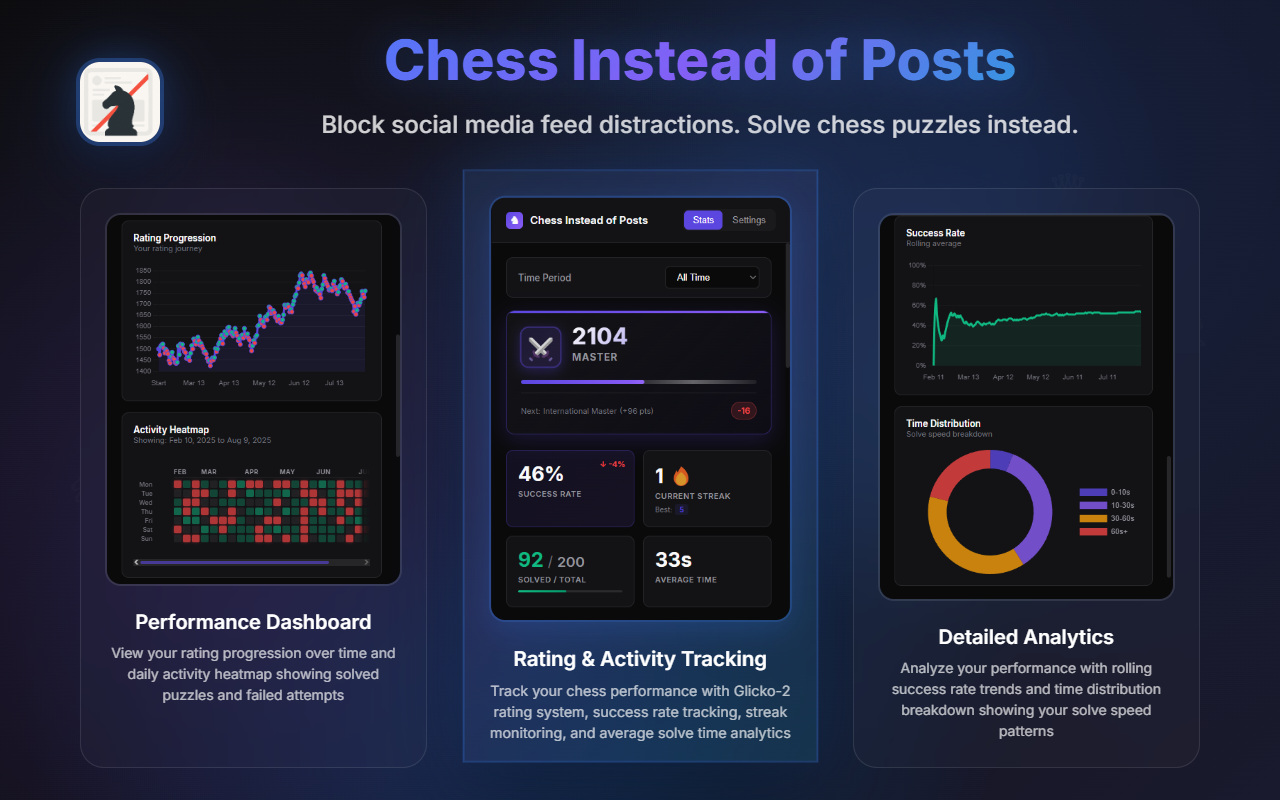 Chess Instead of Posts
Block social media feed distractions. Solve chess puzzles instead.
Rating Progression
Your rating journey
1850
1800
1750
1700
1650
1600
1550
1500
1450
1400
Start Mar 13 Apr 13 May 12 Jun 12 Jul 13
Activity Heatmap
Showing: Feb 10, 2025 to Aug 9, 2025
FEB MAR APR MAY JUN
Mon
Tue
Wed
Thu
Fri
Sat
Sun
Performance Dashboard
View your rating progression over time and
daily activity heatmap showing solved
puzzles and failed attempts
Chess Instead of Posts Stats Settings
Time Period All Time
2104
MASTER
Next: International Master (+96 pts) -16
46% ↓ -4%
SUCCESS RATE
1
CURRENT STREAK
Best: 5
92 / 200
SOLVED / TOTAL
33s
AVERAGE TIME
Rating & Activity Tracking
Track your chess performance with Glicko-2
rating system, success rate tracking, streak
monitoring, and average solve time analytics
Success Rate
Rolling average
100%
80%
60%
40%
20%
0%
Feb 11 Mar 13 Apr 12 May 12 Jun 11 Jul 11
Time Distribution
Solve speed breakdown
0-10s
10-30s
30-60s
60s+
Detailed Analytics
Analyze your performance with rolling
success rate trends and time distribution
breakdown showing your solve speed
patterns